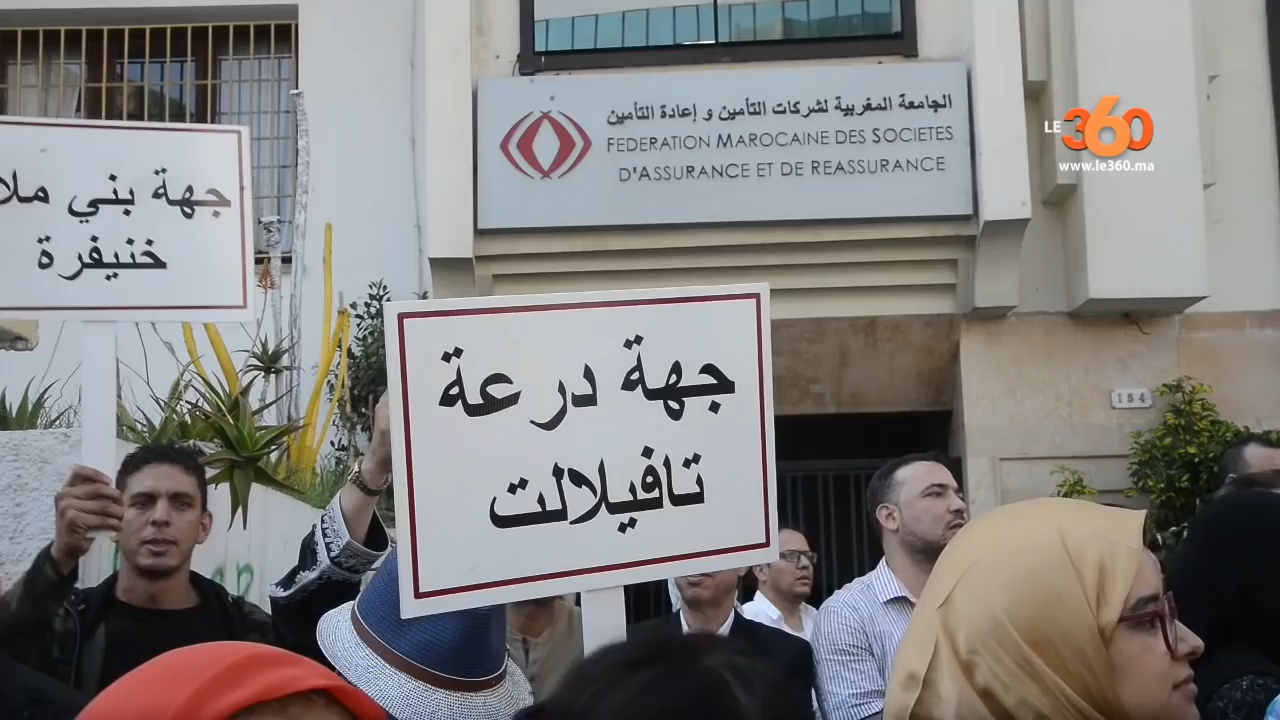 الجامعة المغربية لشركات التأمين و إعادة التأمين
FEDERATION MAROCAINE DES SOCIETES
D'ASSURANCE ET DE REASSURANCE
LE 360
www.le360.ma
جهة بني
خنيفرة
جهة درعة
تافيلالت
154